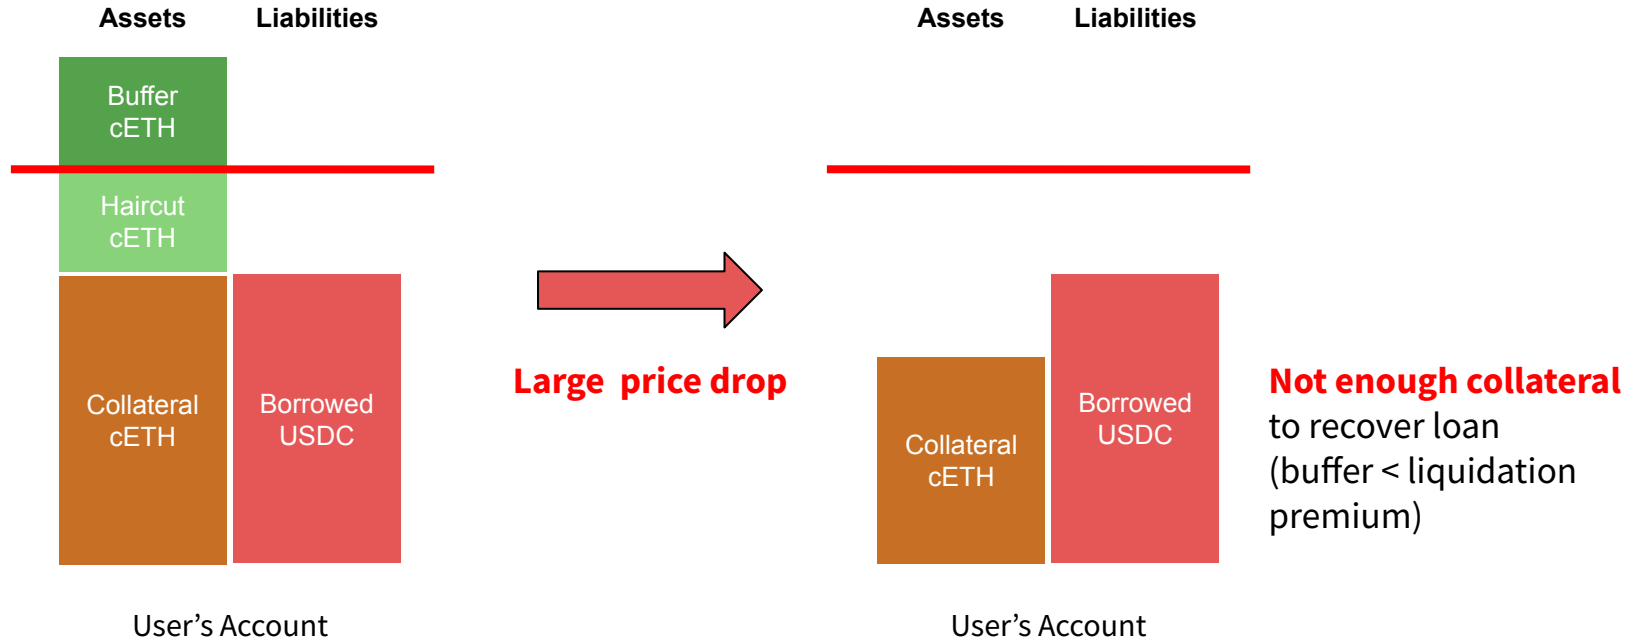 Assets
Liabilities
Buffer
cETH
Haircut
cETH
Collateral
cETH
Borrowed
USDC
User’s Account
Large  price drop
Assets
Liabilities
Collateral
cETH
Borrowed
USDC
User’s Account
Not enough collateral
to recover loan
(buffer < liquidation
premium)